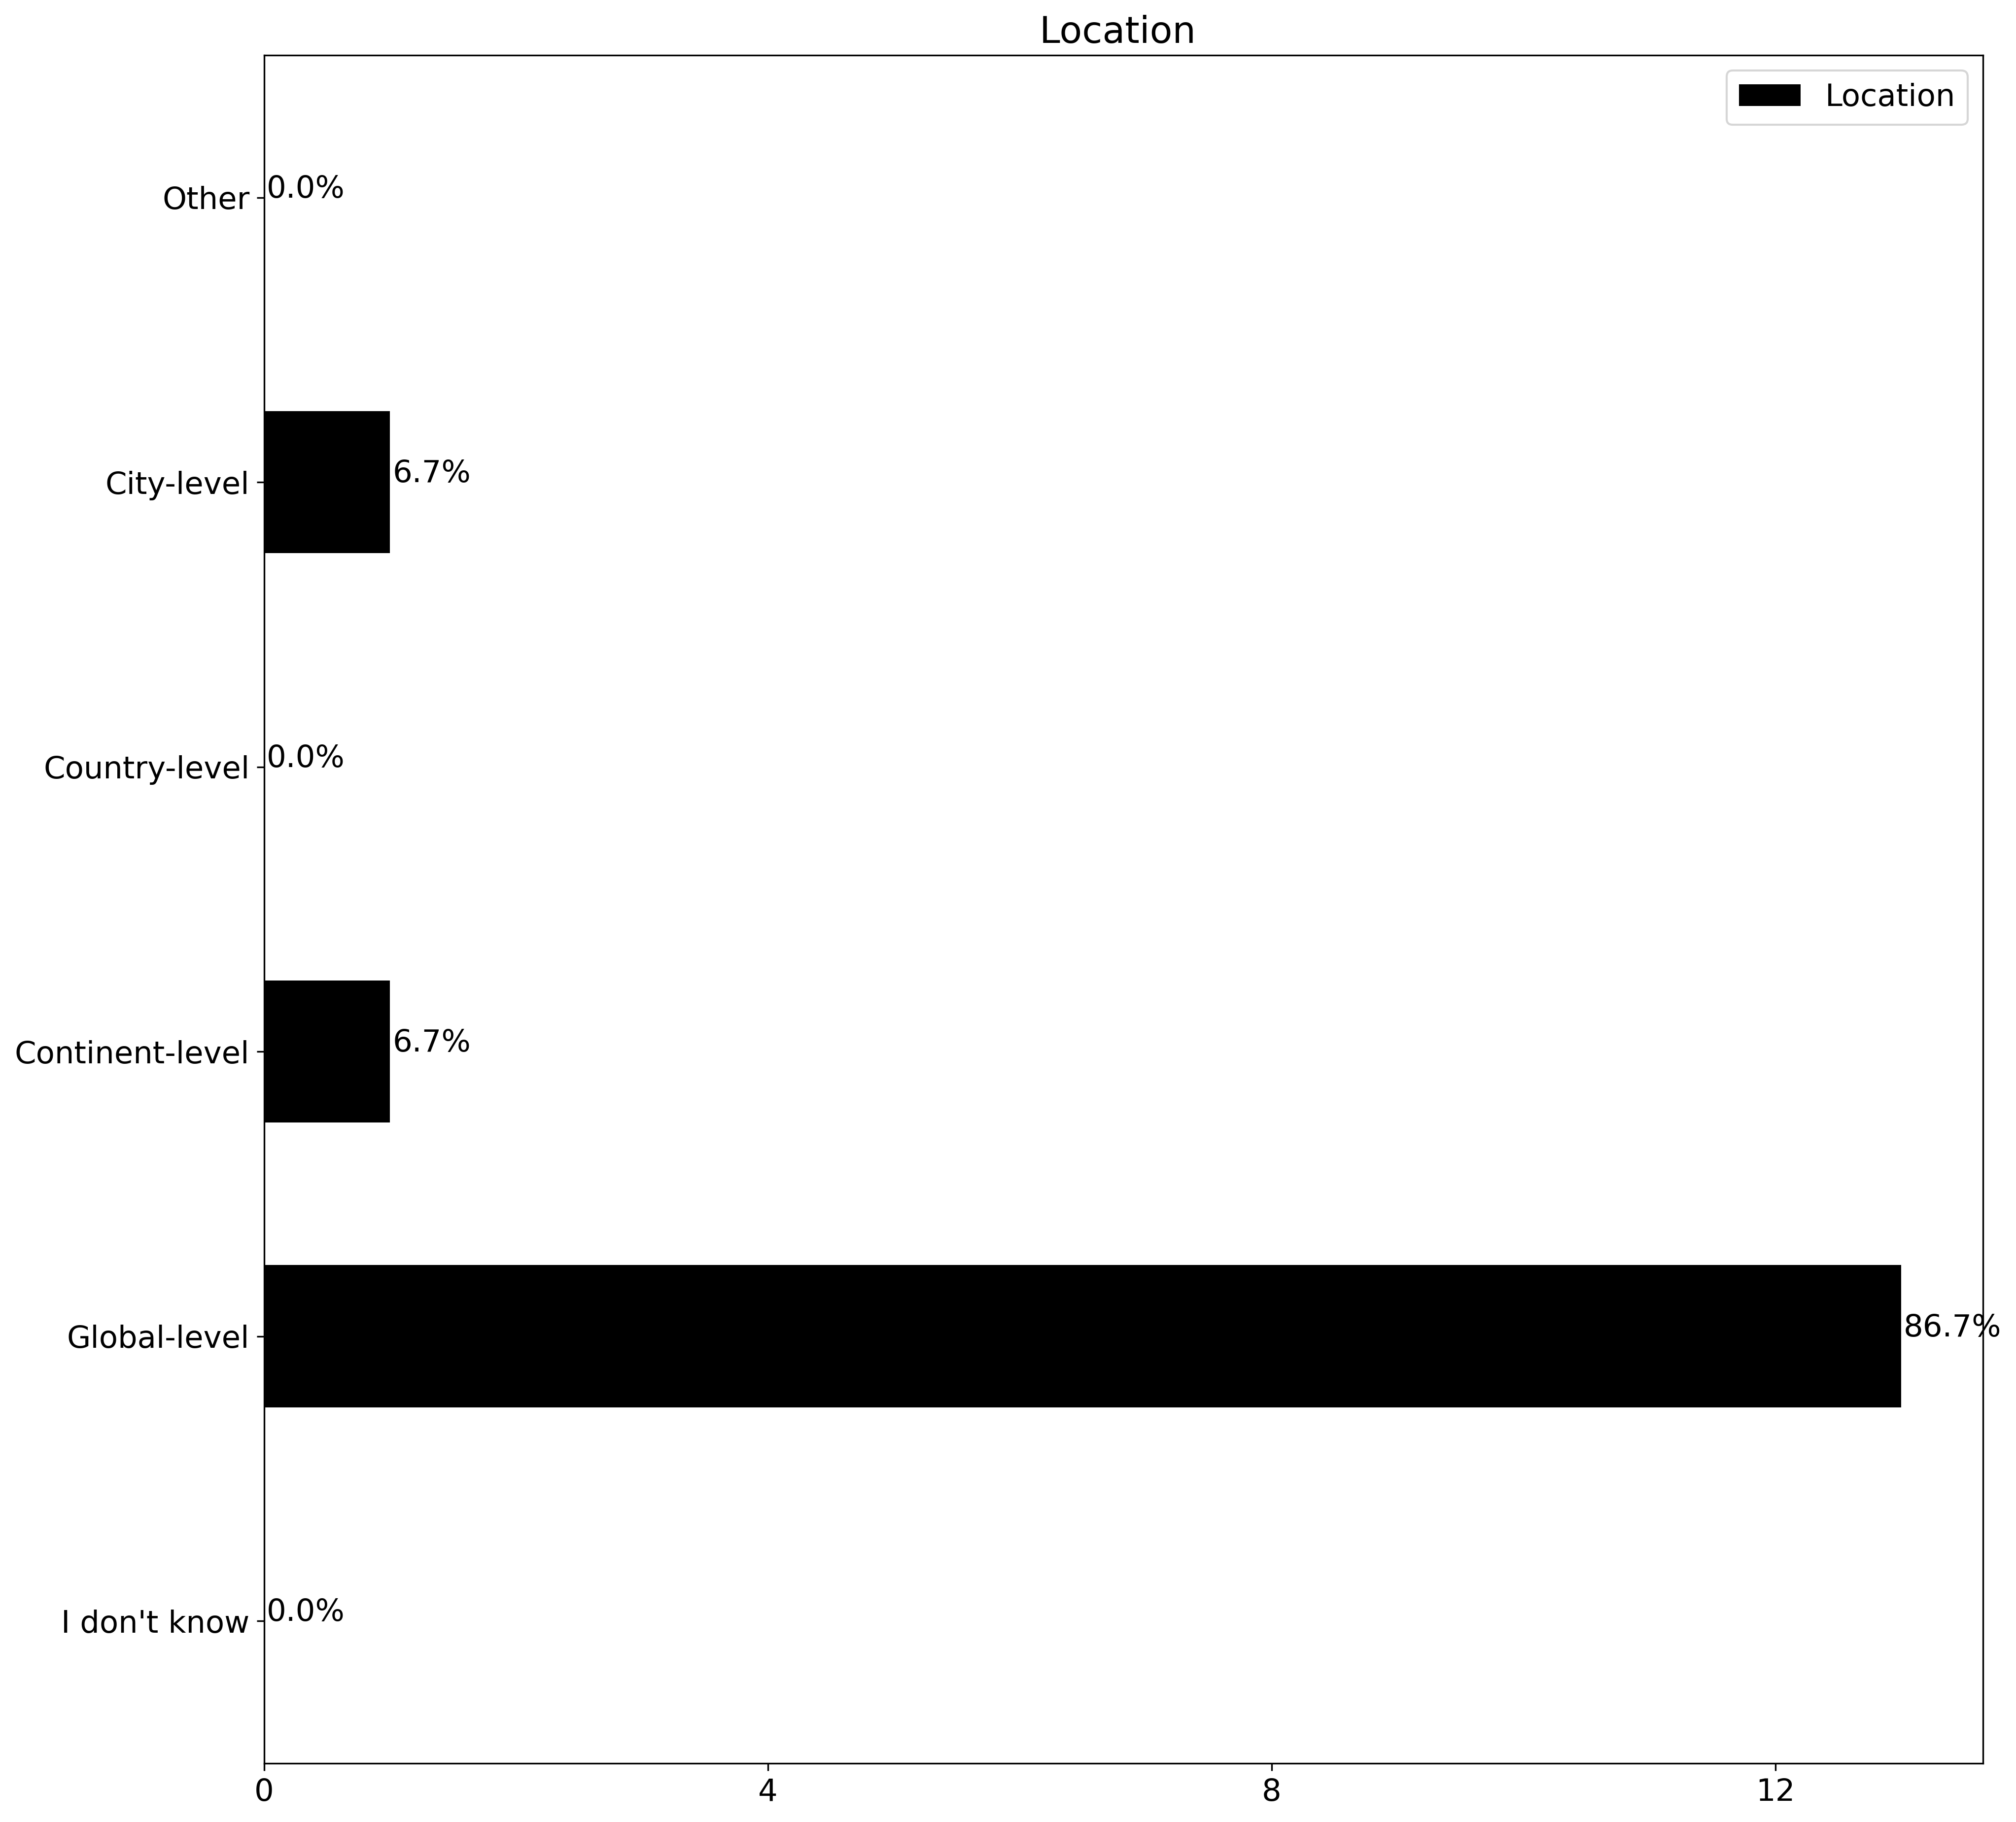 Location
Location
Other 0.0%
City-level 6.7%
Country-level 0.0%
Continent-level 6.7%
Global-level 86.7%
I don't know 0.0%
0 4 8 12